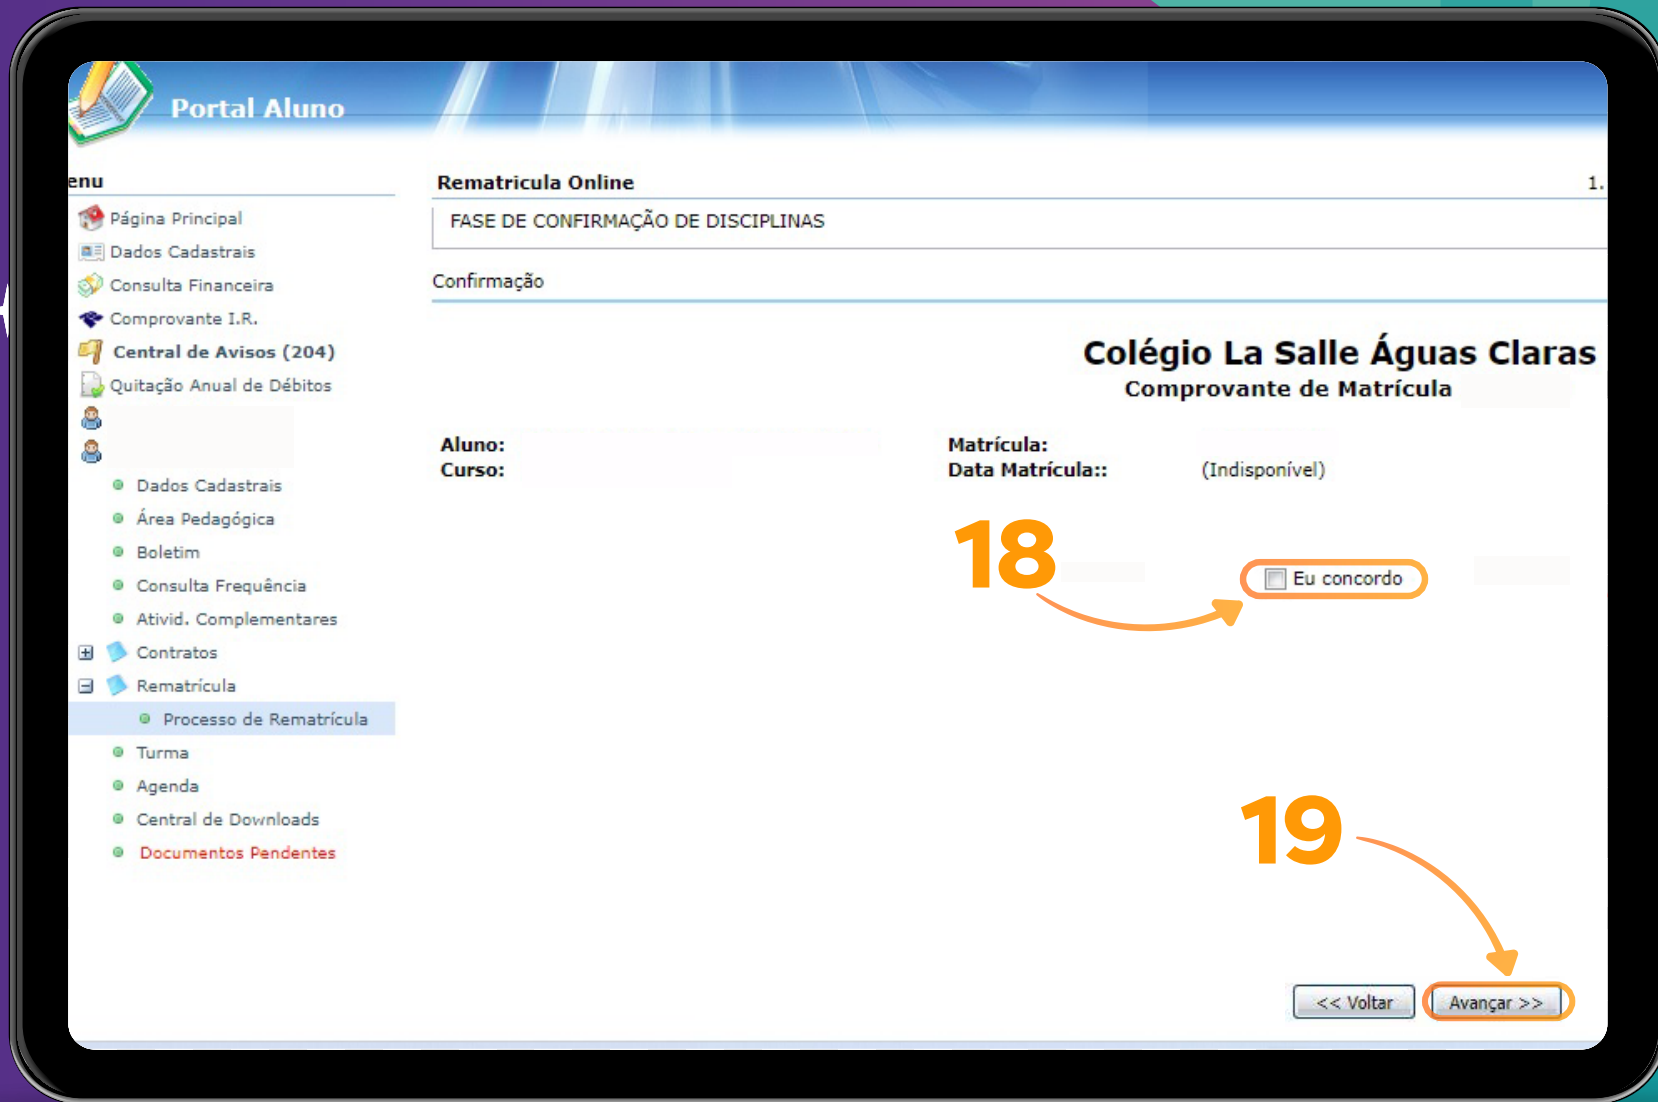 Portal Aluno
enu
Página Principal
Dados Cadastrais
Consulta Financeira
Comprovante I.R.
Central de Avisos (204)
Quitação Anual de Débitos
Dados Cadastrais
Área Pedagógica
Boletim
Consulta Frequência
Ativid. Complementares
Contratos
Rematrícula
Processo de Rematrícula
Turma
Agenda
Central de Downloads
Documentos Pendentes
Rematricula Online 1.
FASE DE CONFIRMAÇÃO DE DISCIPLINAS
Confirmação
Colégio La Salle Águas Claras
Comprovante de Matrícula
Aluno: Matrícula:
Curso: Data Matrícula:: (Indisponível)
18
Eu concordo
19
<< Voltar Avançar >>